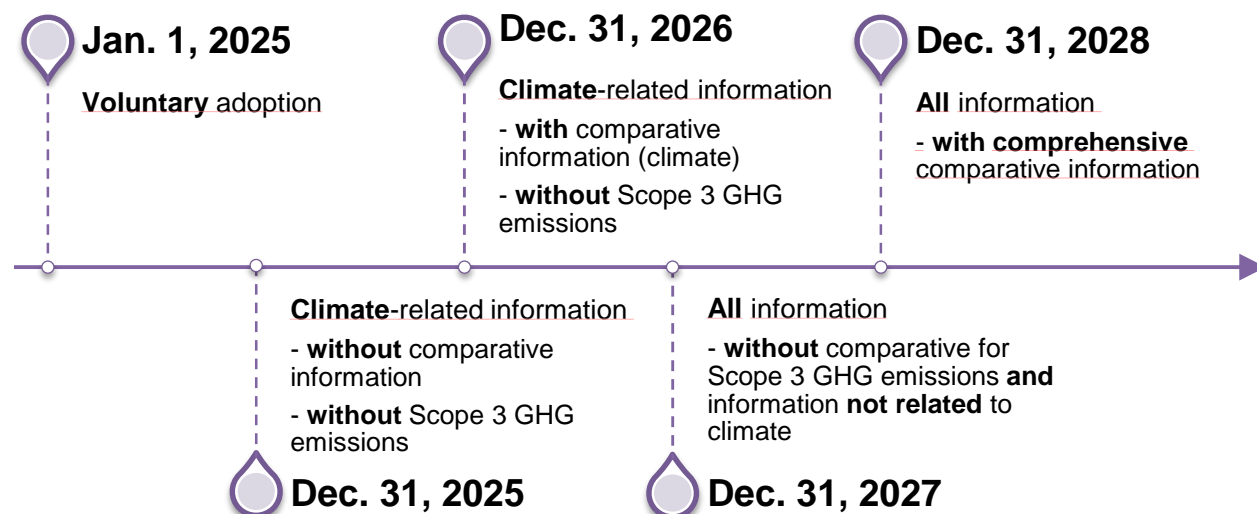 Jan. 1, 2025
Voluntary adoption
Dec. 31, 2026
Climate-related information
- with comparative
information (climate)
- without Scope 3 GHG
emissions
Dec. 31, 2028
All information
- with comprehensive
comparative information
Climate-related information
- without comparative
information
- without Scope 3 GHG
emissions
Dec. 31, 2025
All information
- without comparative for
Scope 3 GHG emissions and
information not related to
climate
Dec. 31, 2027